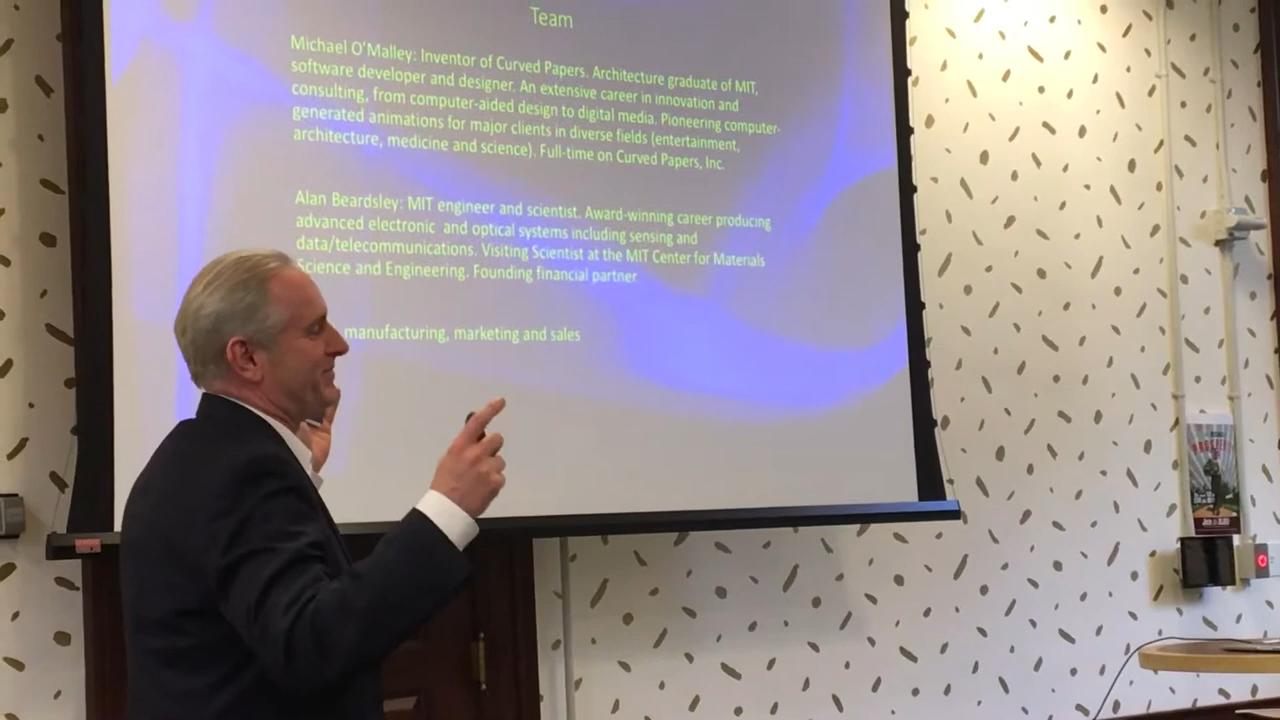 Team
Michael O'Malley: Inventor of Curved Papers. Architecture graduate of MIT,
software developer and designer. An extensive career in innovation and
consulting, from computer-aided design to digital media. Pioneering computer-
generated animations for major clients in diverse fields (entertainment,
architecture, medicine and science). Full-time on Curved Papers, Inc.
Alan Beardsley: MIT engineer and scientist. Award-winning career producing
advanced electronic and optical systems including sensing and
data/telecommunications. Visiting Scientist at the MIT Center for Materials
Science and Engineering. Founding financial partner
manufacturing, marketing and sales